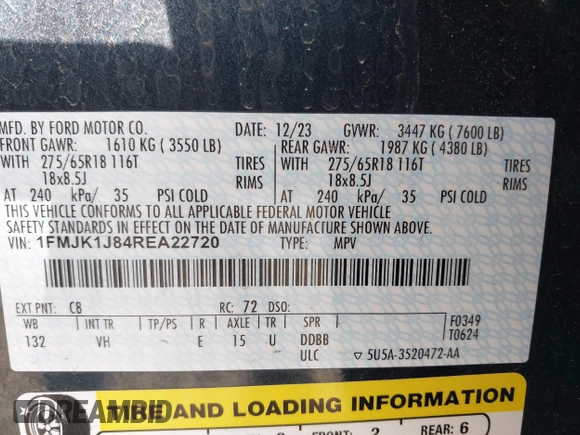 MFD. BY FORD MOTOR CO. DATE: 12/23 GVWR: 3447 KG ( 7600 LB)
FRONT GAWR: 1610 KG ( 3550 LB) REAR GAWR: 1987 KG ( 4380 LB)
WITH 275/65R18 116T TIRES WITH 275/65R18 116T TIRES
18x8.5J RIMS 18x8.5J RIMS
AT 240 kPa/ 35 PSI COLD AT 240 kPa/ 35 PSI COLD
THIS VEHICLE CONFORMS TO ALL APPLICABLE FEDERAL MOTOR VEHICLE
SAFETY STANDARDS IN EFFECT ON THE DATE OF MANUFACTURE SHOWN ABOVE.
VIN: 1FMJK1J84REA22720 TYPE: MPV
EXT PNT: C8 RC: 72 DSO:
WB INT TR TP/PS R AXLE TR SPR F0349
132 VH E 15 U DDBB T0624
ULC ▽ 5U5A-3520472-AA
TIRE AND LOADING INFORMATION
DREAMBID
FRONT: 2 REAR: 6